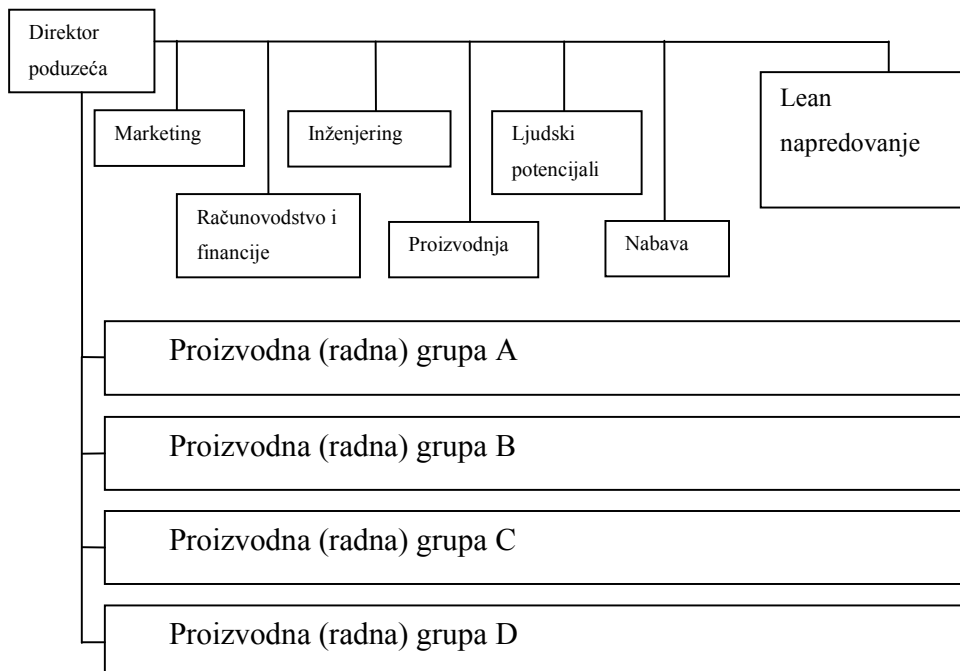 Direktor
poduzeća
Marketing
Inženjering
Ljudski
potencijali
Lean
napredovanje
Računovodstvo i
financije
Proizvodnja
Nabava
Proizvodna (radna) grupa A
Proizvodna (radna) grupa B
Proizvodna (radna) grupa C
Proizvodna (radna) grupa D